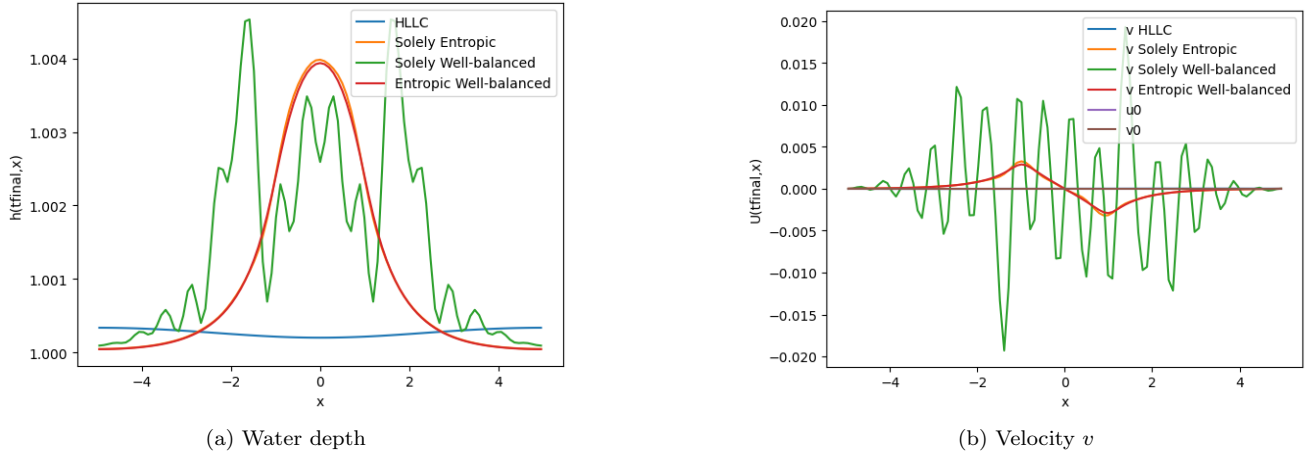 HLLC
Solely Entropic
Solely Well-balanced
Entropic Well-balanced
1.004
1.003
1.002
1.001
1.000
h(tfinal,x)
−4
−2
0
2
4
x
(a) Water depth
v HLLC
v Solely Entropic
v Solely Well-balanced
v Entropic Well-balanced
u0
v0
0.020
0.015
0.010
0.005
0.000
−0.005
−0.010
−0.015
−0.020
U(tfinal,x)
−4
−2
0
2
4
x
(b) Velocity v